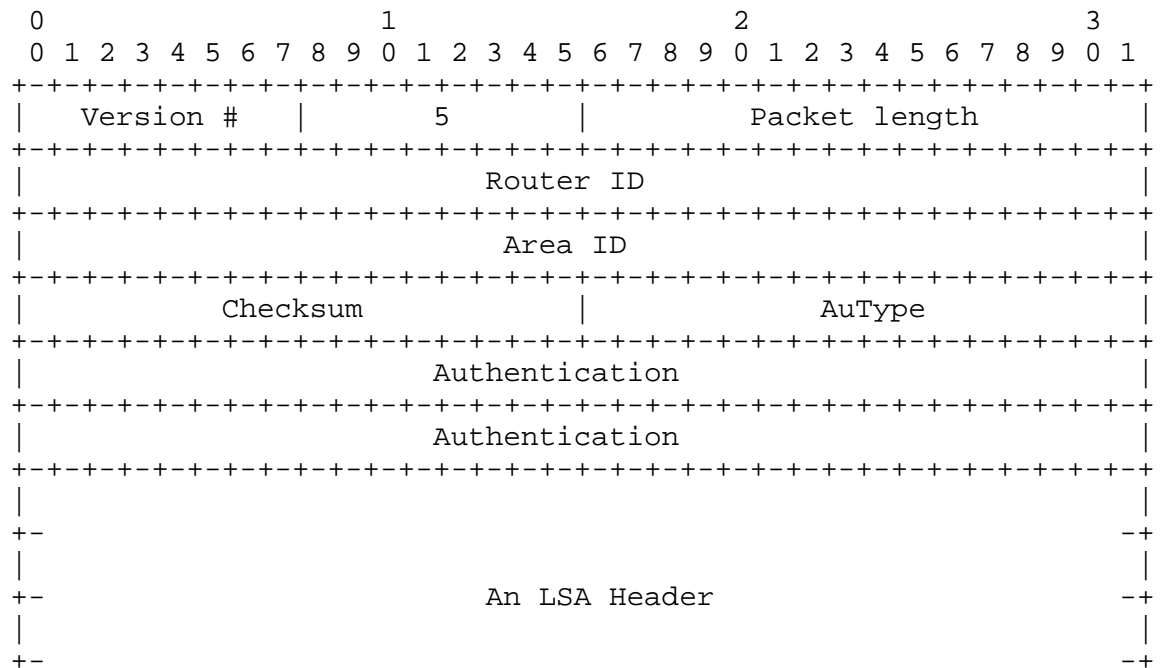 0                   1                   2                   3
0 1 2 3 4 5 6 7 8 9 0 1 2 3 4 5 6 7 8 9 0 1 2 3 4 5 6 7 8 9 0 1
+-+-+-+-+-+-+-+-+-+-+-+-+-+-+-+-+-+-+-+-+-+-+-+-+-+-+-+-+-+-+-+-+
|   Version #   |       5       |         Packet length         |
+-+-+-+-+-+-+-+-+-+-+-+-+-+-+-+-+-+-+-+-+-+-+-+-+-+-+-+-+-+-+-+-+
|                          Router ID                            |
+-+-+-+-+-+-+-+-+-+-+-+-+-+-+-+-+-+-+-+-+-+-+-+-+-+-+-+-+-+-+-+-+
|                           Area ID                             |
+-+-+-+-+-+-+-+-+-+-+-+-+-+-+-+-+-+-+-+-+-+-+-+-+-+-+-+-+-+-+-+-+
|           Checksum            |             AuType            |
+-+-+-+-+-+-+-+-+-+-+-+-+-+-+-+-+-+-+-+-+-+-+-+-+-+-+-+-+-+-+-+-+
|                       Authentication                          |
+-+-+-+-+-+-+-+-+-+-+-+-+-+-+-+-+-+-+-+-+-+-+-+-+-+-+-+-+-+-+-+-+
|                       Authentication                          |
+-+-+-+-+-+-+-+-+-+-+-+-+-+-+-+-+-+-+-+-+-+-+-+-+-+-+-+-+-+-+-+-+
|                                                               |
+-                                                             -+
|                                                               |
+-                         An LSA Header                       -+
|                                                               |
+-                                                             -+